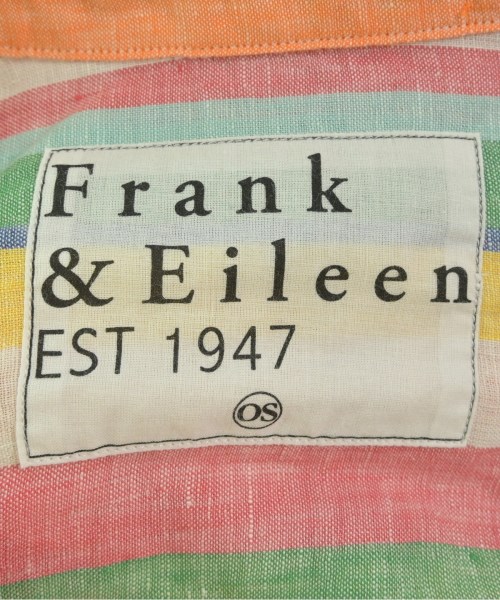 Frank
& Eileen
EST 1947
OS